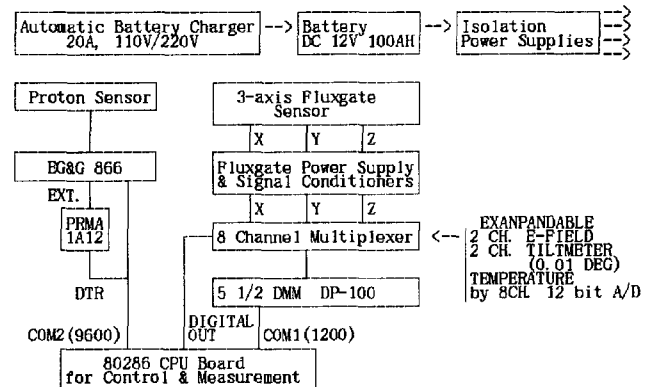 Automatic Battery Charger
20A, 110V/220V
-->
Battery
DC 12V 100AH
-->
Isolation
Power Supplies
-->
-->
-->
-->
Proton Sensor
3-axis Fluxgate
Sensor
X Y Z
EG&G 866
Fluxgate Power Supply
& Signal Conditioners
EXT.
X Y Z
PRMA
1A12
8 Channel Multiplexer
<--
EXANPANDABLE
2 CH. E-FIELD
2 CH. TILTMETER
(0.01 DEG)
TEMPERATURE
by 8CH. 12 bit A/D
DTR
5 1/2 DMM DP-100
COM2(9600)
DIGITAL
OUT
COM1(1200)
80286 CPU Board
for Control & Measurement